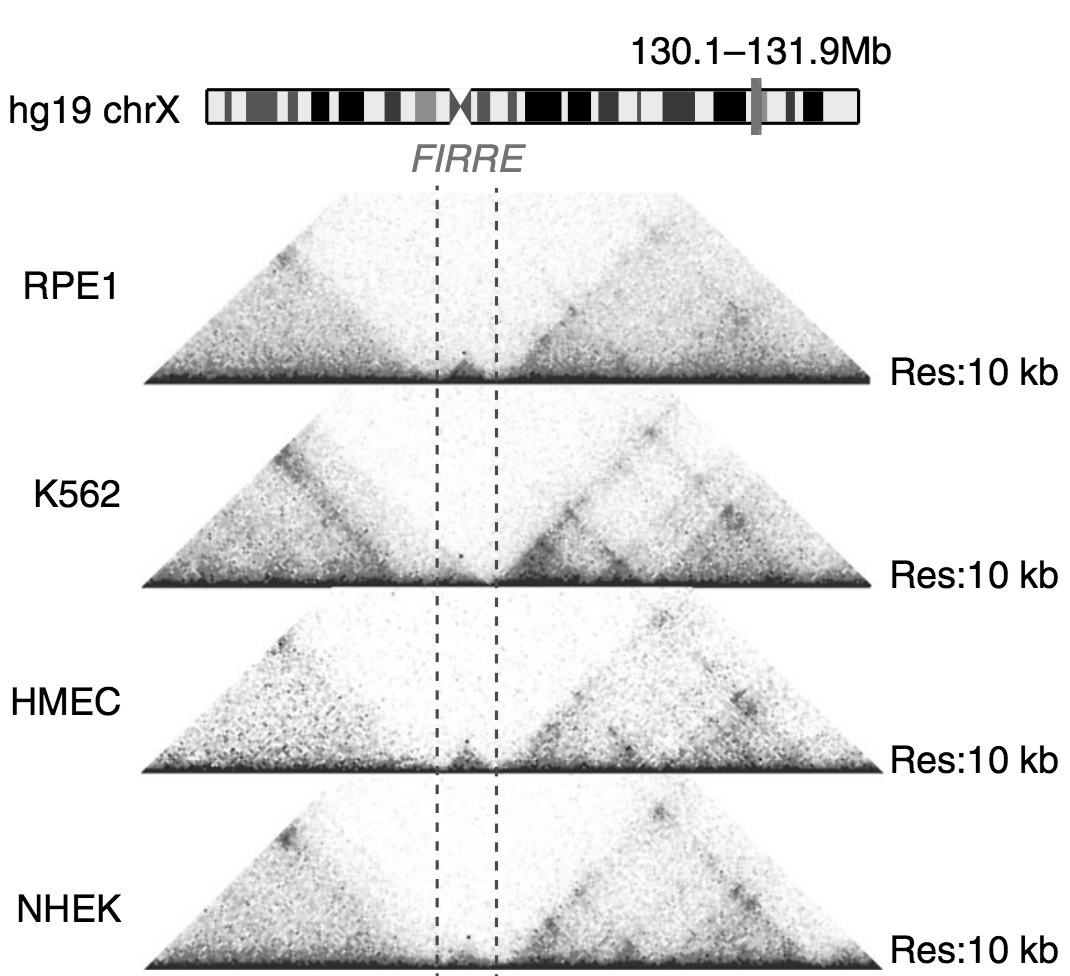 130.1–131.9Mb
hg19 chrX
FIRRE
RPE1
Res:10 kb
K562
Res:10 kb
HMEC
Res:10 kb
NHEK
Res:10 kb